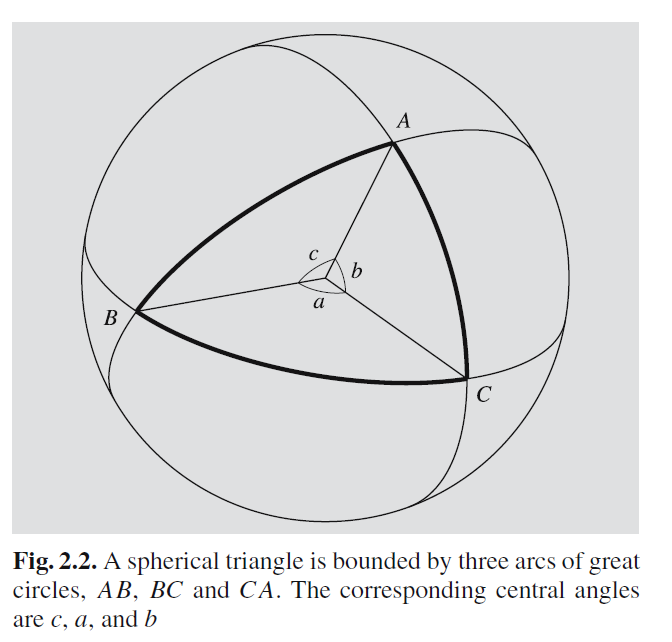 A
c
b
a
B
C
Fig. 2.2. A spherical triangle is bounded by three arcs of great
circles, AB, BC and CA. The corresponding central angles
are c, a, and b